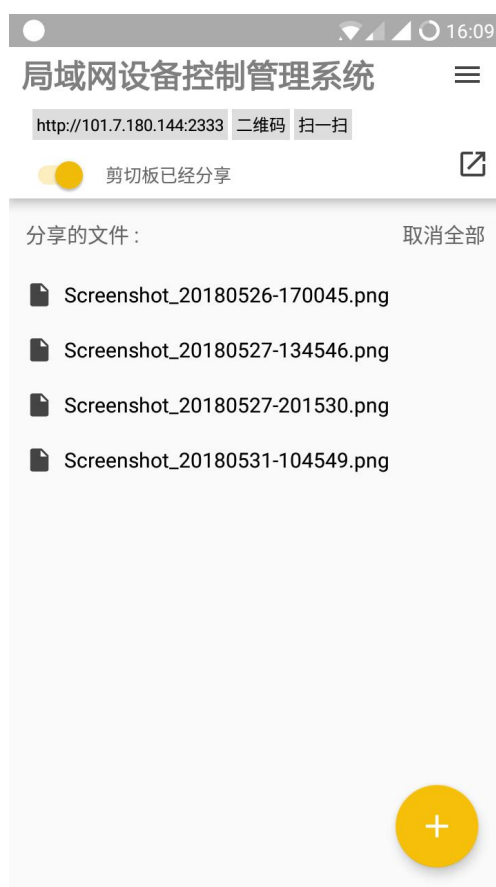 16:09
局域网设备控制管理系统
http://101.7.180.144:2333 二维码 扫一扫
剪切板已经分享
分享的文件 : 取消全部
Screenshot_20180526-170045.png
Screenshot_20180527-134546.png
Screenshot_20180527-201530.png
Screenshot_20180531-104549.png